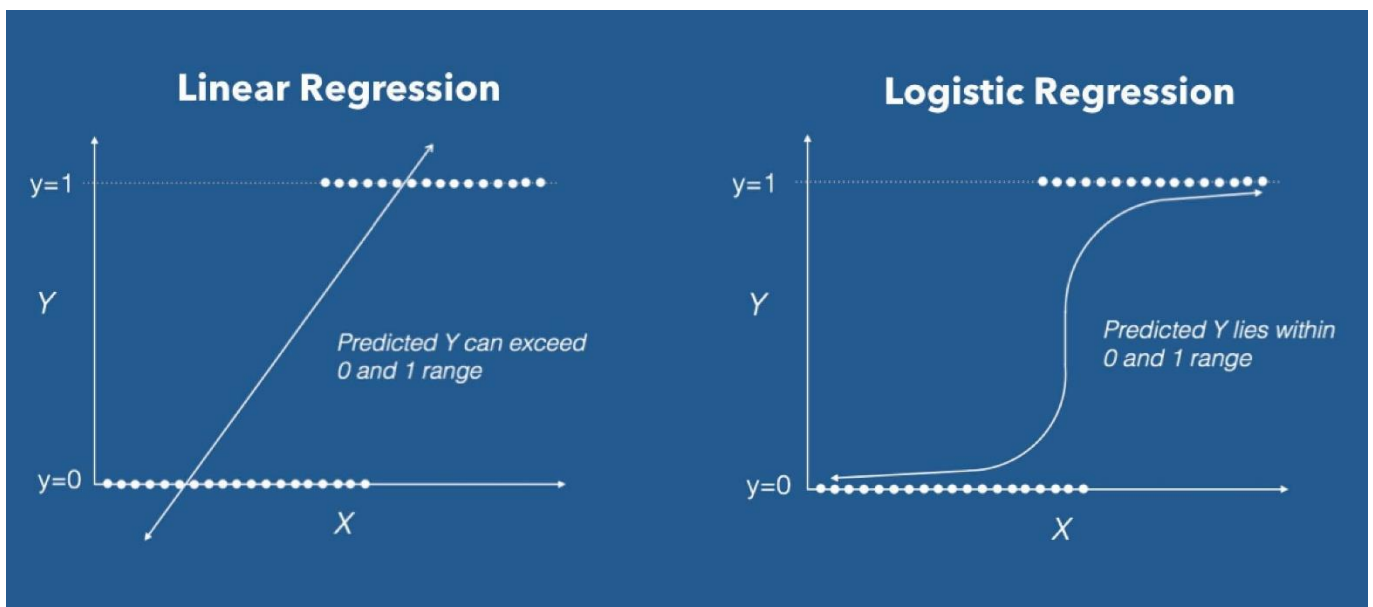 Linear Regression
y=1
Y
Predicted Y can exceed
0 and 1 range
y=0
X
Logistic Regression
y=1
Y
Predicted Y lies within
0 and 1 range
y=0
X